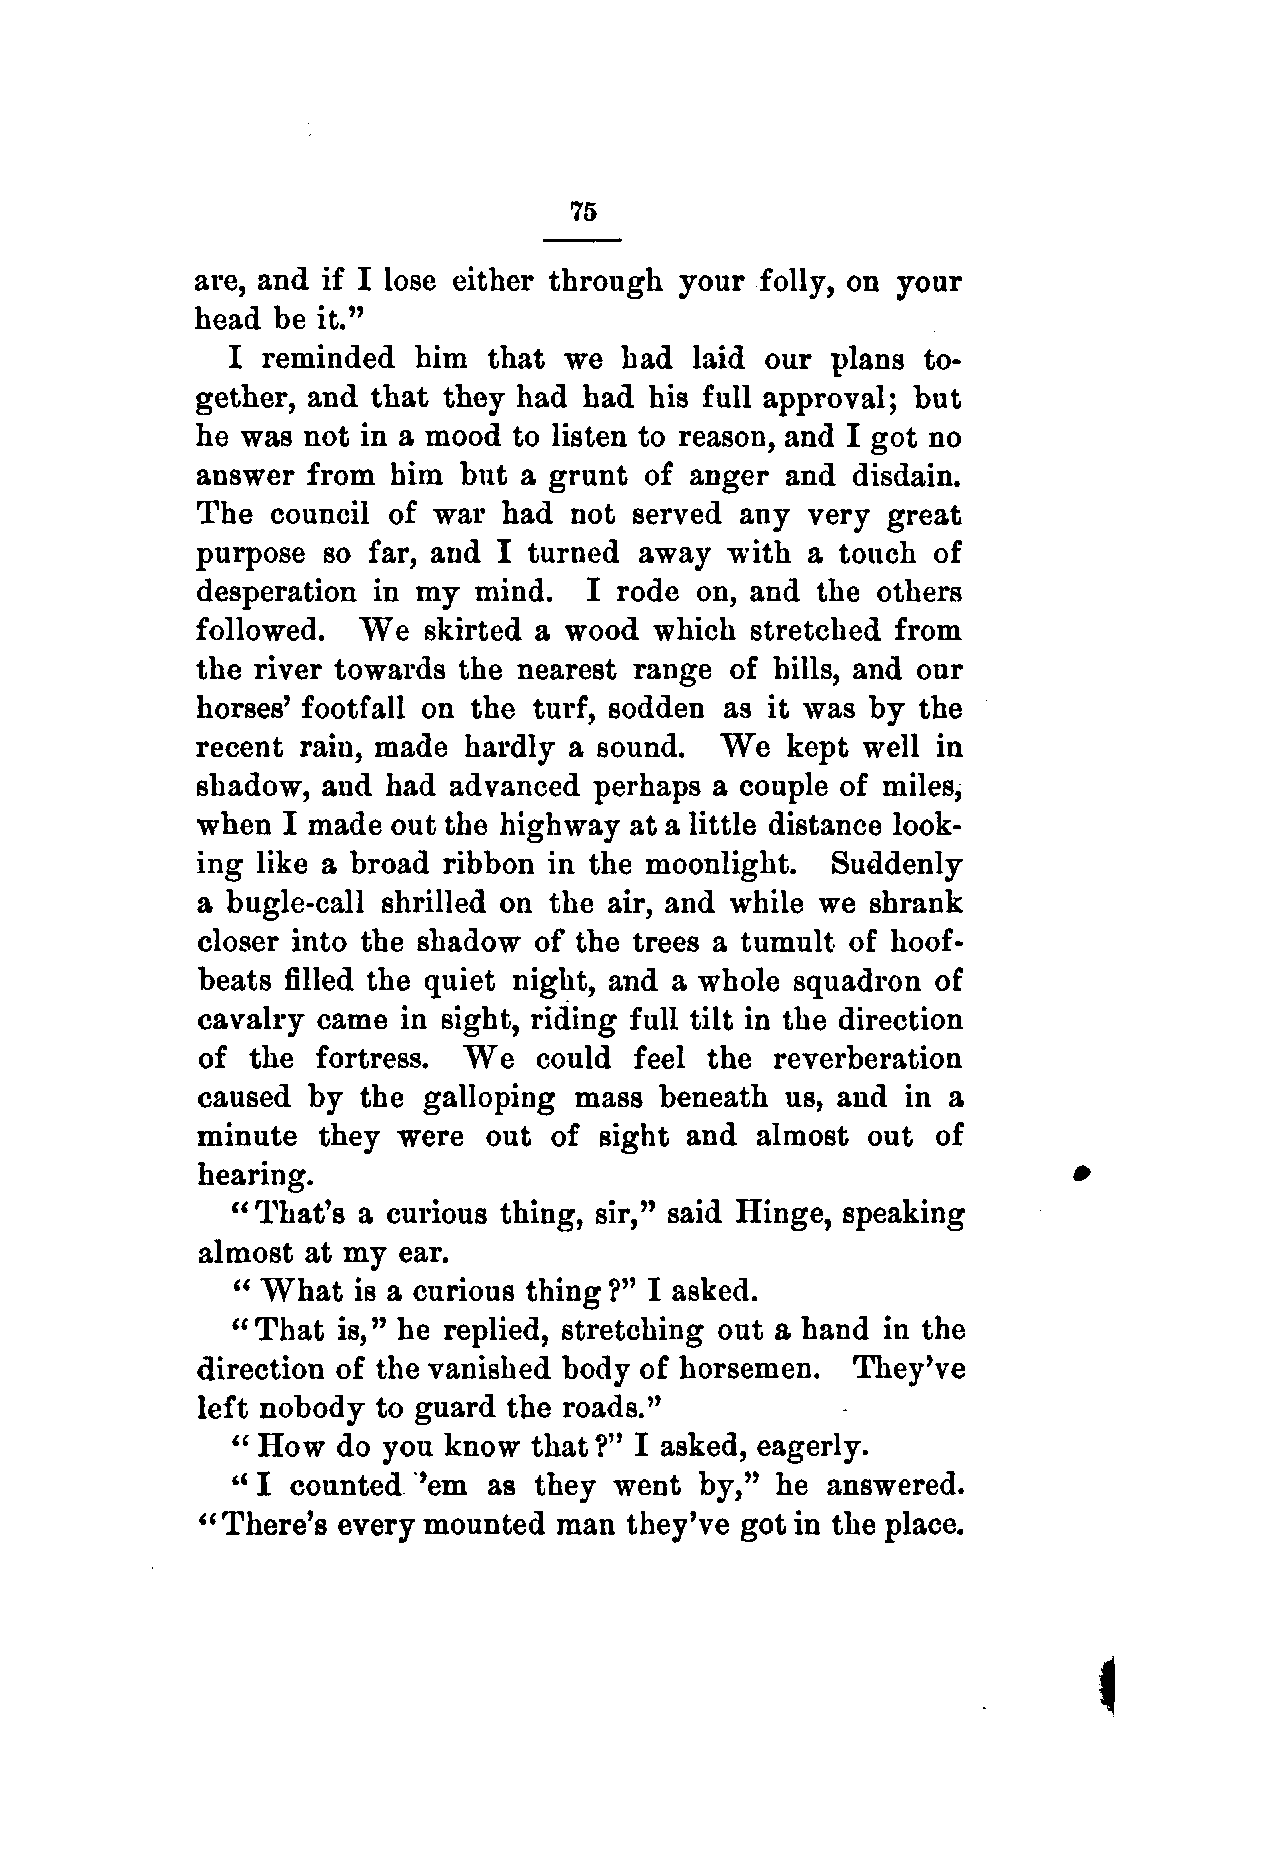 75
are, and if I lose either through your folly, on your
head be it.”
I reminded him that we had laid our plans to-
gether, and that they had had his full approval; but
he was not in a mood to listen to reason, and I got no
answer from him but a grunt of anger and disdain.
The council of war had not served any very great
purpose so far, and I turned away with a touch of
desperation in my mind. I rode on, and the others
followed. We skirted a wood which stretched from
the river towards the nearest range of hills, and our
horses’ footfall on the turf, sodden as it was by the
recent rain, made hardly a sound. We kept well in
shadow, and had advanced perhaps a couple of miles,
when I made out the highway at a little distance look-
ing like a broad ribbon in the moonlight. Suddenly
a bugle-call shrilled on the air, and while we shrank
closer into the shadow of the trees a tumult of hoof-
beats filled the quiet night, and a whole squadron of
cavalry came in sight, riding full tilt in the direction
of the fortress. We could feel the reverberation
caused by the galloping mass beneath us, and in a
minute they were out of sight and almost out of
hearing.
“That’s a curious thing, sir,” said Hinge, speaking
almost at my ear.
“What is a curious thing?” I asked.
“That is,” he replied, stretching out a hand in the
direction of the vanished body of horsemen. They’ve
left nobody to guard the roads.”
“How do you know that?” I asked, eagerly.
“I counted ’em as they went by,” he answered.
“There’s every mounted man they’ve got in the place.